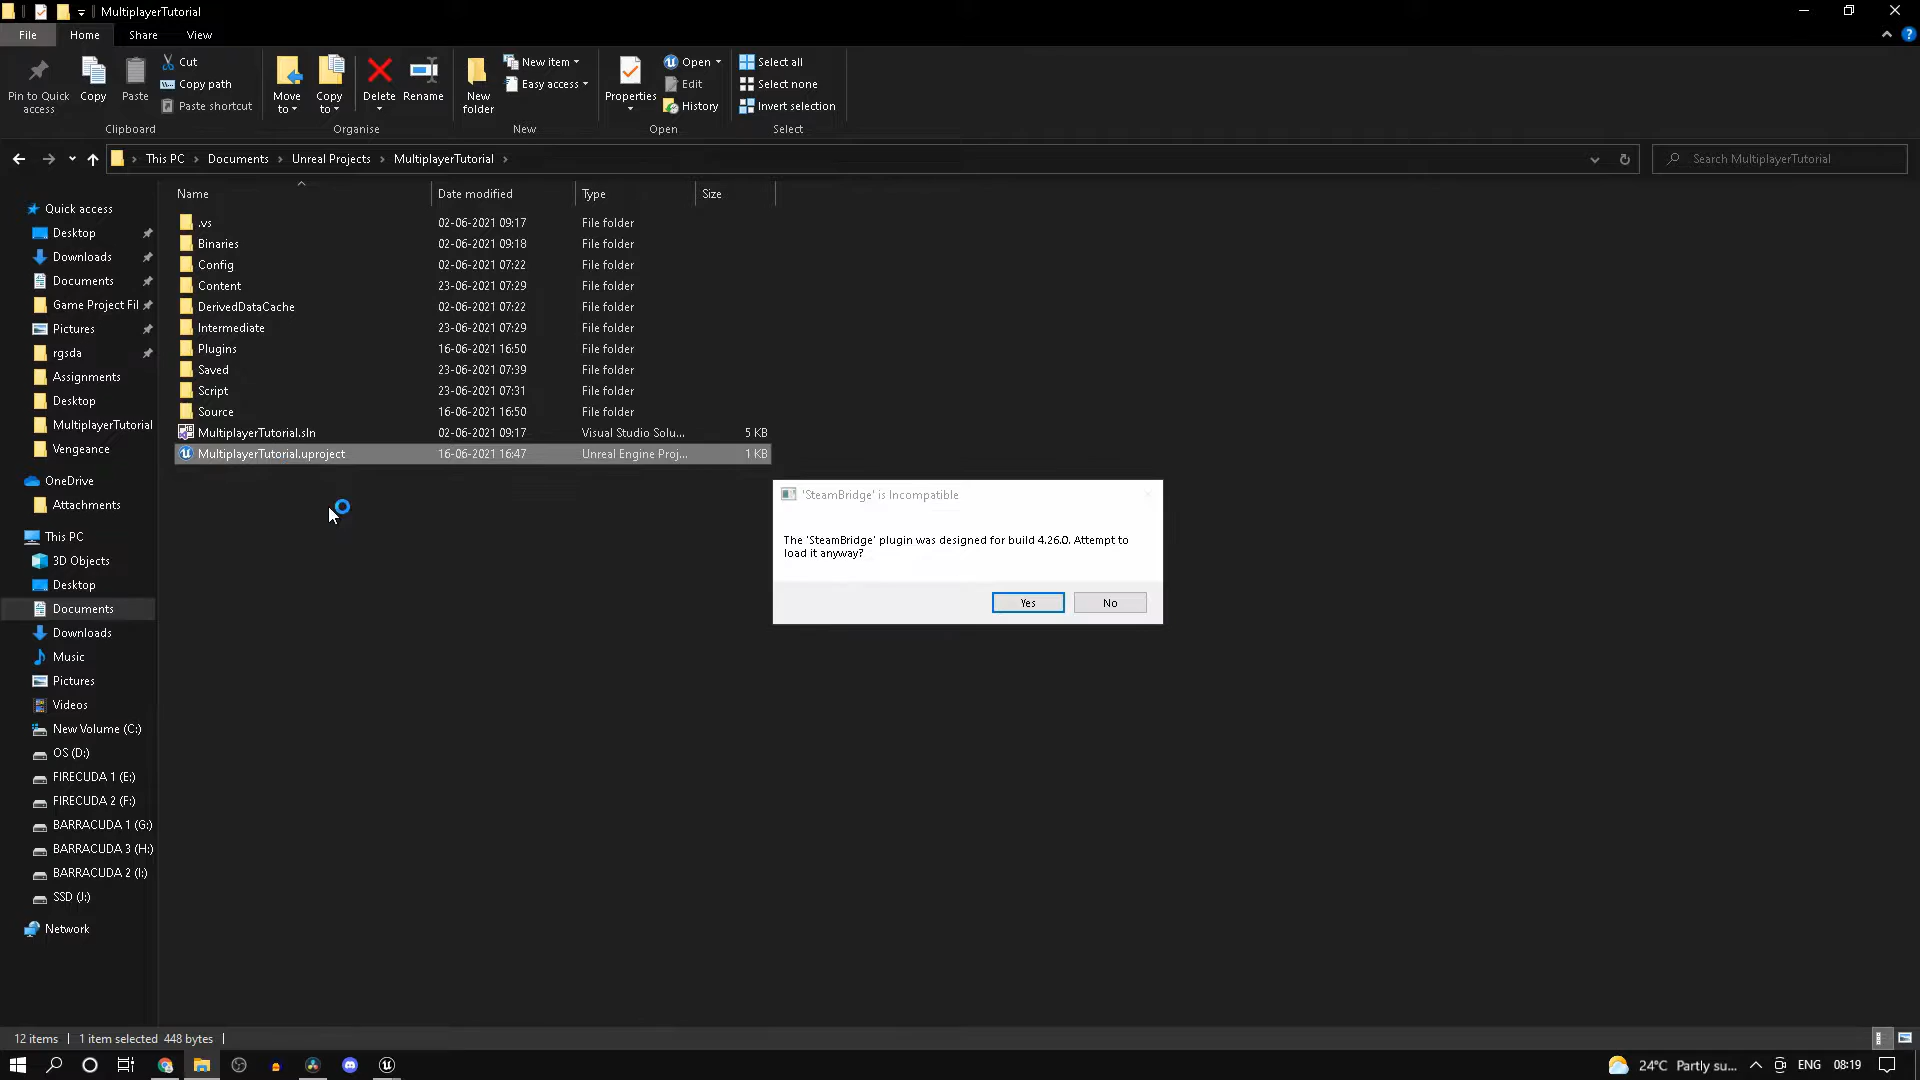 MultiplayerTutorial
File
Home
Share
View
Pin to Quick access
Copy
Paste
Cut
Copy path
Paste shortcut
Clipboard
Move to
Copy to
Delete
Rename
Organise
New folder
New item
Easy access
New
Properties
Open
Edit
History
Open
Select all
Select none
Invert selection
Select
This PC > Documents > Unreal Projects > MultiplayerTutorial >
Search MultiplayerTutorial
Name Date modified Type Size
.vs 02-06-2021 09:17 File folder
Binaries 02-06-2021 09:18 File folder
Config 02-06-2021 07:22 File folder
Content 23-06-2021 07:29 File folder
DerivedDataCache 02-06-2021 07:22 File folder
Intermediate 23-06-2021 07:29 File folder
Plugins 16-06-2021 16:50 File folder
Saved 23-06-2021 07:39 File folder
Script 23-06-2021 07:31 File folder
Source 16-06-2021 16:50 File folder
MultiplayerTutorial.sln 02-06-2021 09:17 Visual Studio Solu... 5 KB
MultiplayerTutorial.uproject 16-06-2021 16:47 Unreal Engine Proj... 1 KB
Quick access
Desktop
Downloads
Documents
Game Project Fil
Pictures
rgsda
Assignments
Desktop
MultiplayerTutorial
Vengeance
OneDrive
Attachments
This PC
3D Objects
Desktop
Documents
Downloads
Music
Pictures
Videos
New Volume (C:)
OS (D:)
FIRECUDA 1 (E:)
FIRECUDA 2 (F:)
BARRACUDA 1 (G:)
BARRACUDA 3 (H:)
BARRACUDA 2 (I:)
SSD (J:)
Network
'SteamBridge' is Incompatible
The 'SteamBridge' plugin was designed for build 4.26.0. Attempt to
load it anyway?
Yes
No
12 items 1 item selected 448 bytes
24°C Partly su... ENG 08:19